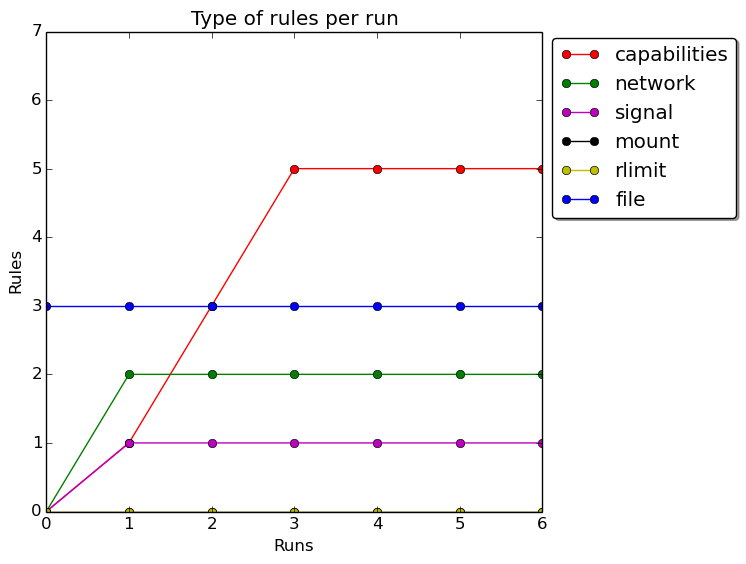 Type of rules per run
7
6
5
4
3
2
1
0
Rules
0 1 2 3 4 5 6
Runs
capabilities
network
signal
mount
rlimit
file